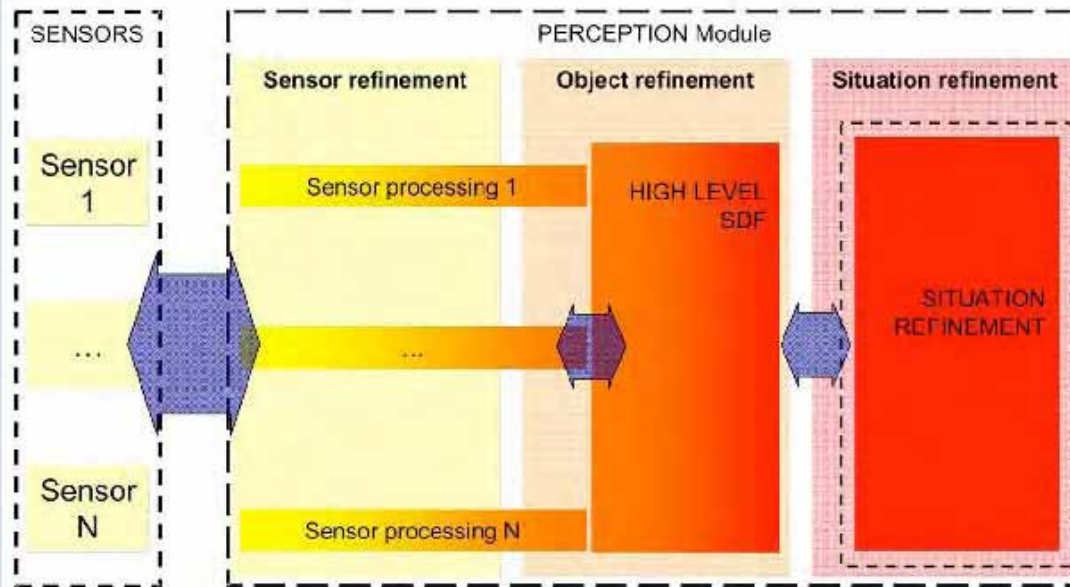 SENSORS
PERCEPTION Module
Sensor refinement
Object refinement
Situation refinement
Sensor
1
...
Sensor
N
Sensor processing 1
...
Sensor processing N
HIGH LEVEL
SDF
SITUATION
REFINEMENT